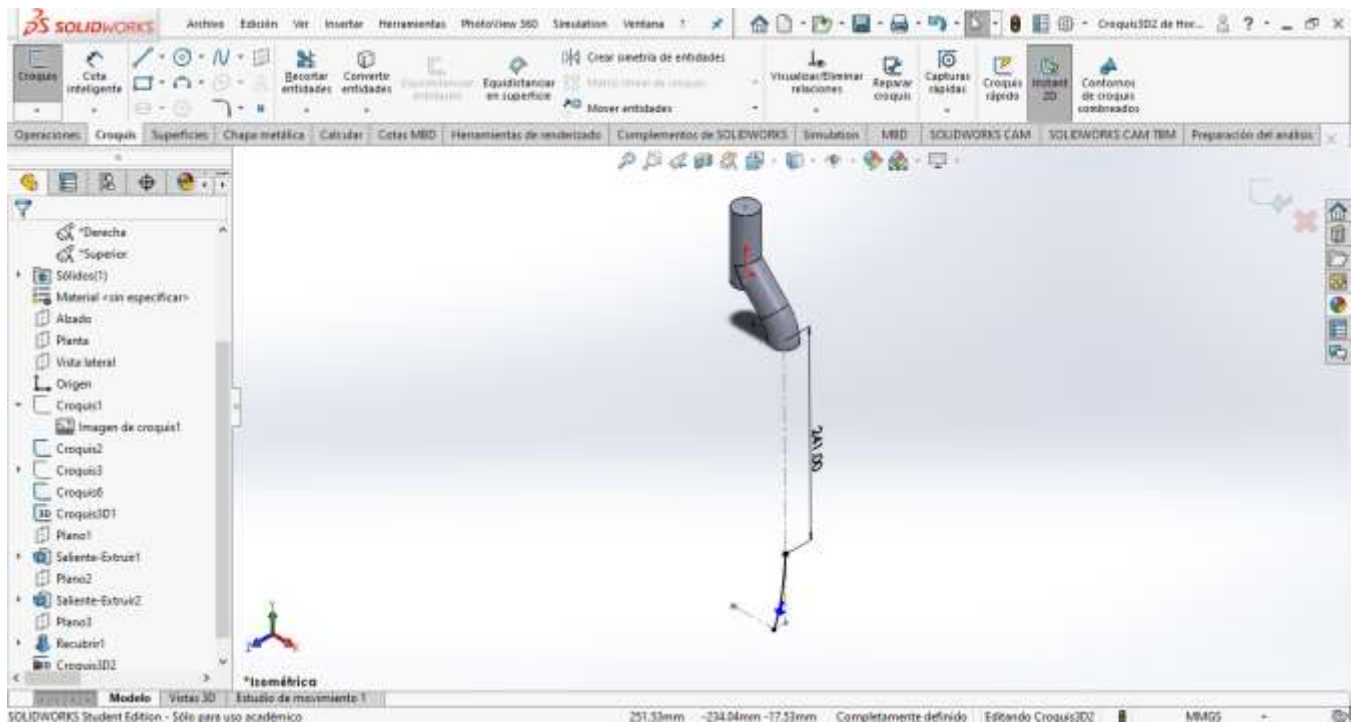 SOLIDWORKS Archivo Edición Ver Insertar Herramientas PhotoView 360 Simulation Ventana ? Croquis3D2 de Hor... ?
Croquis
Cota inteligente
Recortar entidades
Convertir entidades
Equidistanciar en superficie
Crear simetría de entidades
Mover entidades
Visualizar/Eliminar relaciones
Reparar croquis
Capturas rápidas
Croquis rápido
Instant 2D
Contornos de croquis combreados
Operaciones Croquis Superficies Chapa metálica Calcular Cotas MBD Herramientas de renderizado Complementos de SOLIDWORKS Simulation MBD SOLIDWORKS CAM SOLIDWORKS CAM TBM Preparación del análisis
*Derecha
*Superior
Sólidos(1)
Material <sin especificar>
Alzado
Planta
Vista lateral
Origen
Croquis1
Imagen de croquis1
Croquis2
Croquis3
Croquis6
Croquis3D1
Plano1
Saliente-Extruir1
Plano2
Saliente-Extruir2
Plano3
Recubrir1
Croquis3D2
241.00
*Isométrica
Modelo Vistas 3D Estudio de movimiento 1
SOLIDWORKS Student Edition - Sólo para uso académico 251.53mm -234.04mm -17.53mm Completamente definido Editando Croquis3D2 MMGS